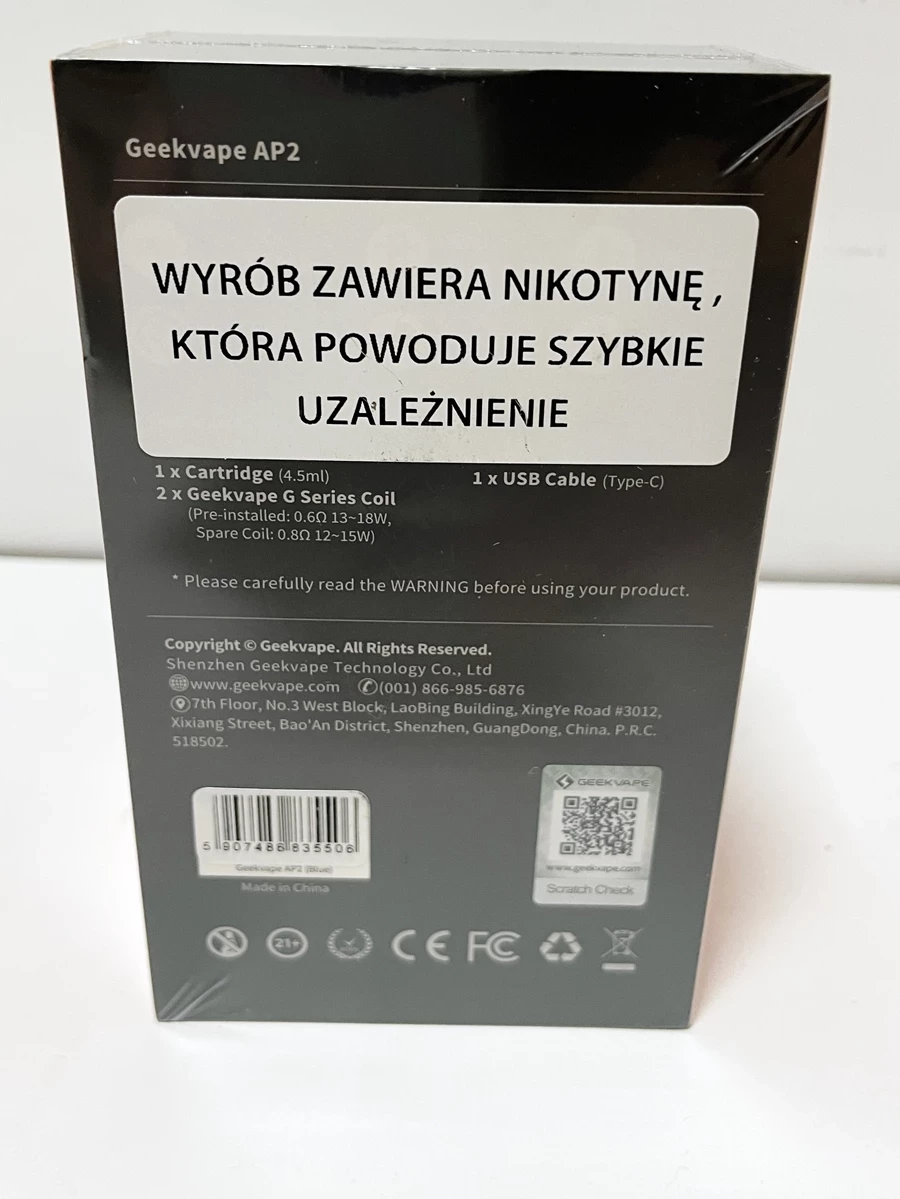 Geekvape AP2
WYRÓB ZAWIERA NIKOTYNĘ ,
KTÓRA POWODUJE SZYBKIE
UZALEŻNIENIE
1 x Cartridge (4.5ml)
1 x USB Cable (Type-C)
2 x Geekvape G Series Coil
(Pre-installed: 0.6Ω 13~18W,
Spare Coil: 0.8Ω 12~15W)
* Please carefully read the WARNING before using your product.
Copyright © Geekvape. All Rights Reserved.
Shenzhen Geekvape Technology Co., Ltd
www.geekvape.com (001) 866-985-6876
7th Floor, No.3 West Block, LaoBing Building, XingYe Road #3012,
Xixiang Street, Bao'An District, Shenzhen, GuangDong, China. P.R.C.
518502.
GEEKVAPE
5 907486 835506
Geekvape AP2 (Blue)
www.geekvape.com
Made in China
Scratch Check
21+
CE FC